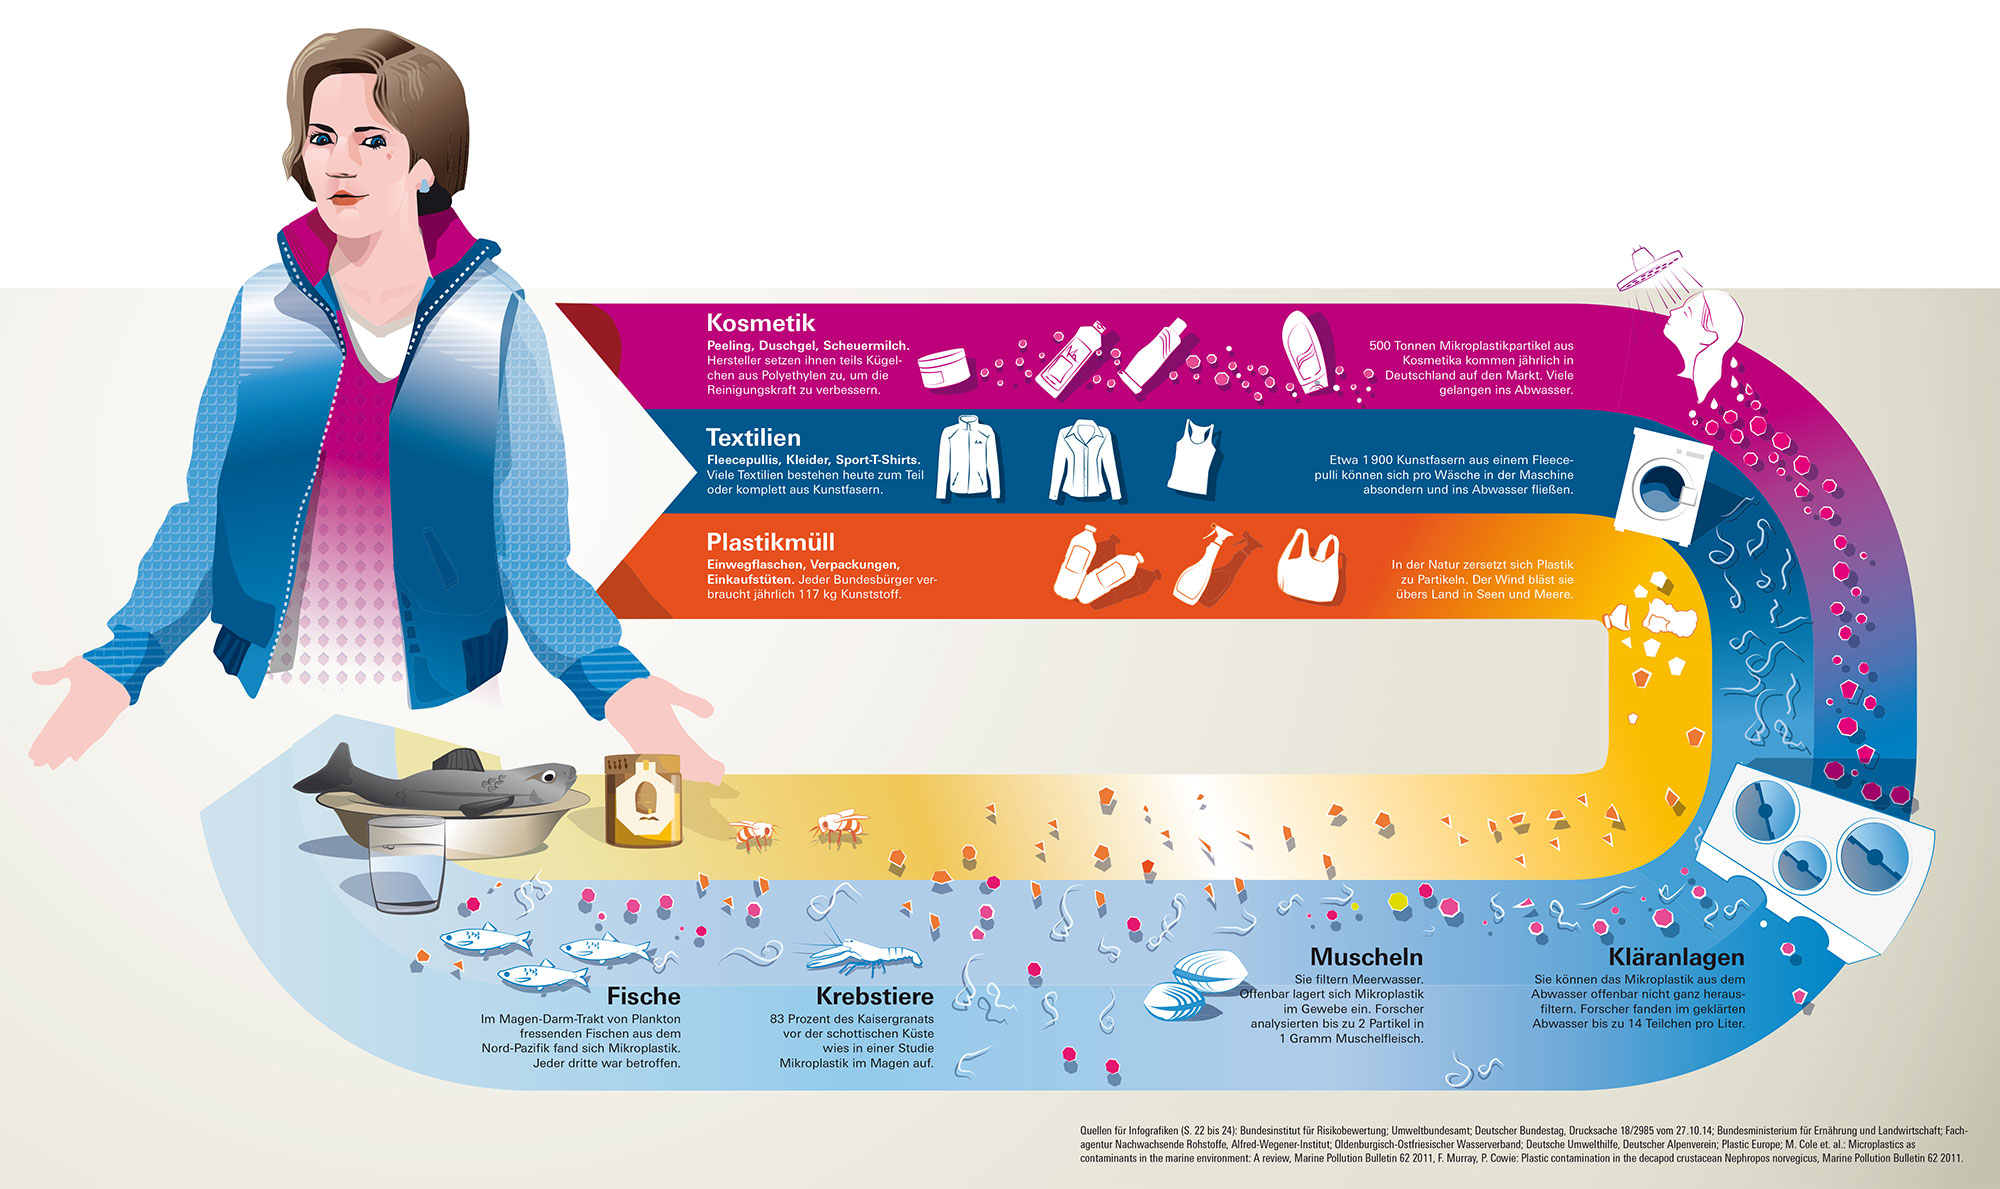 Kosmetik
Peeling, Duschgel, Scheuermilch.
Hersteller setzen ihnen teils Kügel-
chen aus Polyethylen zu, um die
Reinigungskraft zu verbessern.
500 Tonnen Mikroplastikpartikel aus
Kosmetika kommen jährlich in
Deutschland auf den Markt. Viele
gelangen ins Abwasser.
Textilien
Fleecepullis, Kleider, Sport-T-Shirts.
Viele Textilien bestehen heute zum Teil
oder komplett aus Kunstfasern.
Etwa 1 900 Kunstfasern aus einem Fleece-
pulli können sich pro Wäsche in der Maschine
absondern und ins Abwasser fließen.
Plastikmüll
Einwegflaschen, Verpackungen,
Einkaufstüten. Jeder Bundesbürger ver-
braucht jährlich 117 kg Kunststoff.
In der Natur zersetzt sich Plastik
zu Partikeln. Der Wind bläst sie
übers Land in Seen und Meere.
Fische
Im Magen-Darm-Trakt von Plankton
fressenden Fischen aus dem
Nord-Pazifik fand sich Mikroplastik.
Jeder dritte war betroffen.
Krebstiere
83 Prozent des Kaisergranats
vor der schottischen Küste
wies in einer Studie
Mikroplastik im Magen auf.
Muscheln
Sie filtern Meerwasser.
Offenbar lagert sich Mikroplastik
im Gewebe ein. Forscher
analysierten bis zu 2 Partikel in
1 Gramm Muschelfleisch.
Kläranlagen
Sie können das Mikroplastik aus dem
Abwasser offenbar nicht ganz heraus-
filtern. Forscher fanden im geklärten
Abwasser bis zu 14 Teilchen pro Liter.
Quellen für Infografiken (S. 22 bis 24): Bundesinstitut für Risikobewertung; Umweltbundesamt; Deutscher Bundestag, Drucksache 18/2985 vom 27.10.14; Bundesministerium für Ernährung und Landwirtschaft; Fach-
agentur Nachwachsende Rohstoffe, Alfred-Wegener-Institut; Oldenburgisch-Ostfriesischer Wasserverband; Deutsche Umwelthilfe, Deutscher Alpenverein; Plastic Europe; M. Cole et. al.: Microplastics as
contaminants in the marine environment: A review, Marine Pollution Bulletin 62 2011, F. Murray, P. Cowie: Plastic contamination in the decapod crustacean Nephropos norvegicus, Marine Pollution Bulletin 62 2011.